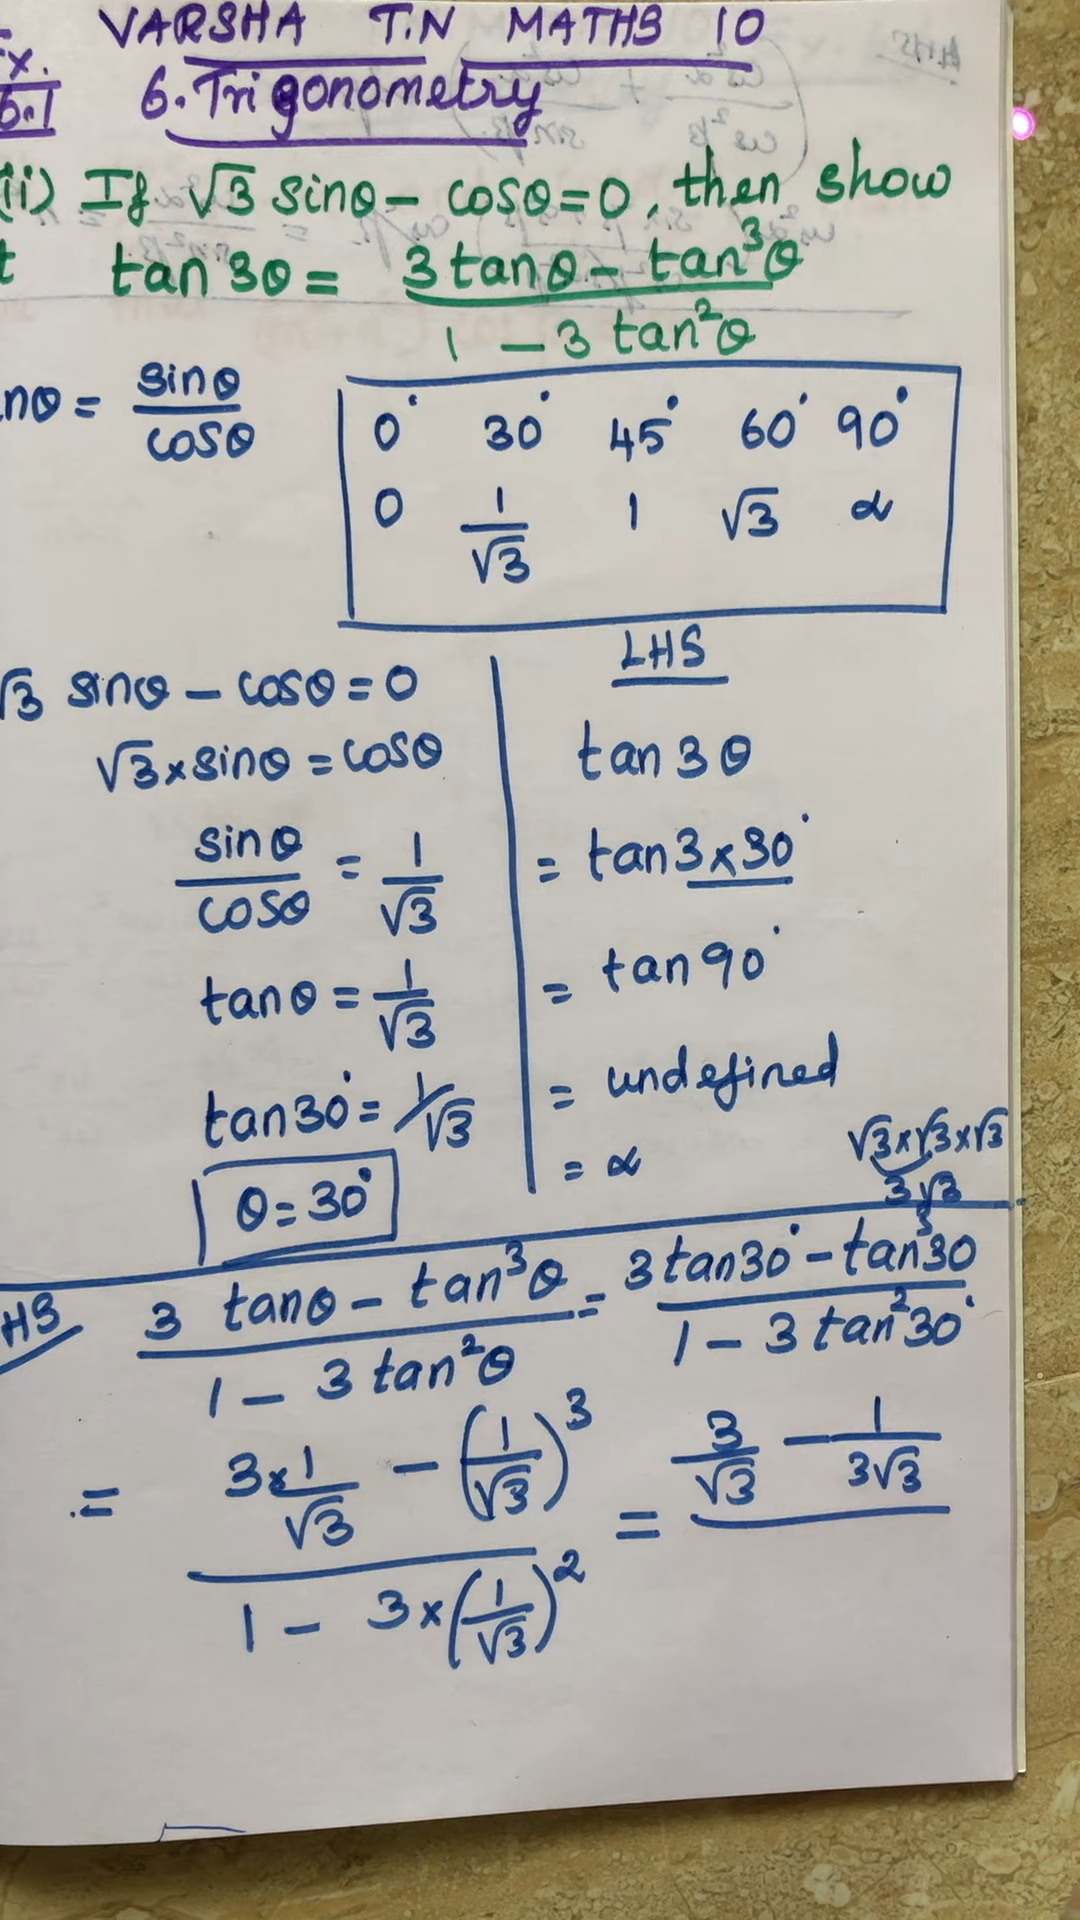 VARSHA T.N MATHS 10
Ex.
6.1 6. Trigonometry
(ii) If √3 sinθ - cosθ = 0, then show
t tan 3θ = (3 tanθ - tan³θ) / (1 - 3 tan²θ)
nθ = sinθ / cosθ
0° 30° 45° 60° 90°
0 1/√3 1 √3 α
√3 sinθ - cosθ = 0
√3 × sinθ = cosθ
sinθ / cosθ = 1/√3
tanθ = 1/√3
tan30° = 1/√3
θ = 30°
LHS
tan 3θ
= tan 3×30°
= tan 90°
= undefined
= α
√3×√3×√3
3√3
HS (3 tanθ - tan³θ) / (1 - 3 tan²θ) = (3 tan30° - tan³30) / (1 - 3 tan²30°)
= (3×1/√3 - (1/√3)³) / (1 - 3×(1/√3)²) = 3/√3 - 1/3√3